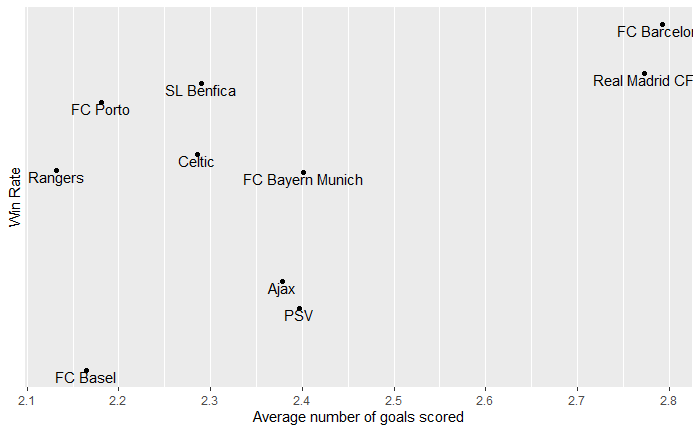 FC Barcelon
Real Madrid CF
SL Benfica
FC Porto
Celtic
Rangers
FC Bayern Munich
Win Rate
Ajax
PSV
FC Basel
2.1 2.2 2.3 2.4 2.5 2.6 2.7 2.8
Average number of goals scored